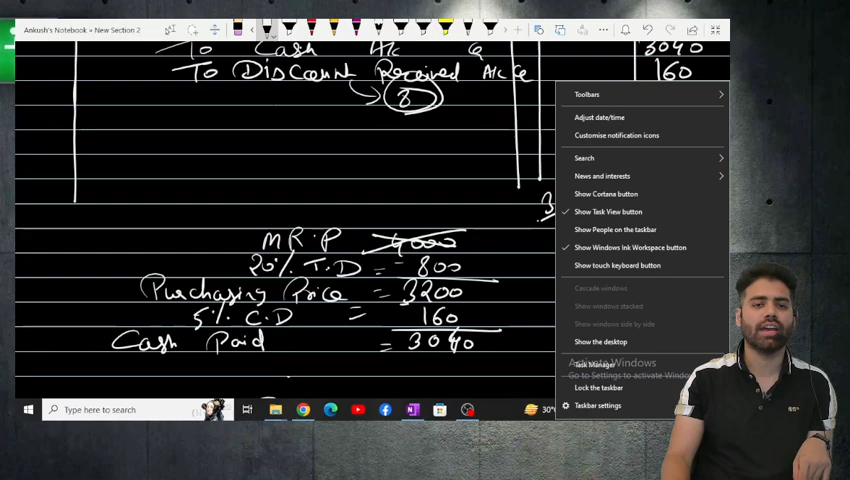 Ankush's Notebook » New Section 2
To Cash A/c 3040
To Discount Received A/c 160
Toolbars
Adjust date/time
Customise notification icons
Search
News and interests
Show Cortana button
Show Task View button
Show People on the taskbar
Show Windows Ink Workspace button
Show touch keyboard button
Cascade windows
Show windows stacked
Show windows side by side
Show the desktop
Task Manager
Lock the taskbar
Taskbar settings
M R.P 4000
20% T.D = 800
Purchasing Price = 3200
5% C.D = 160
Cash Paid = 3040
Activate Windows
Go to Settings to activate Windows
Type here to search
30°